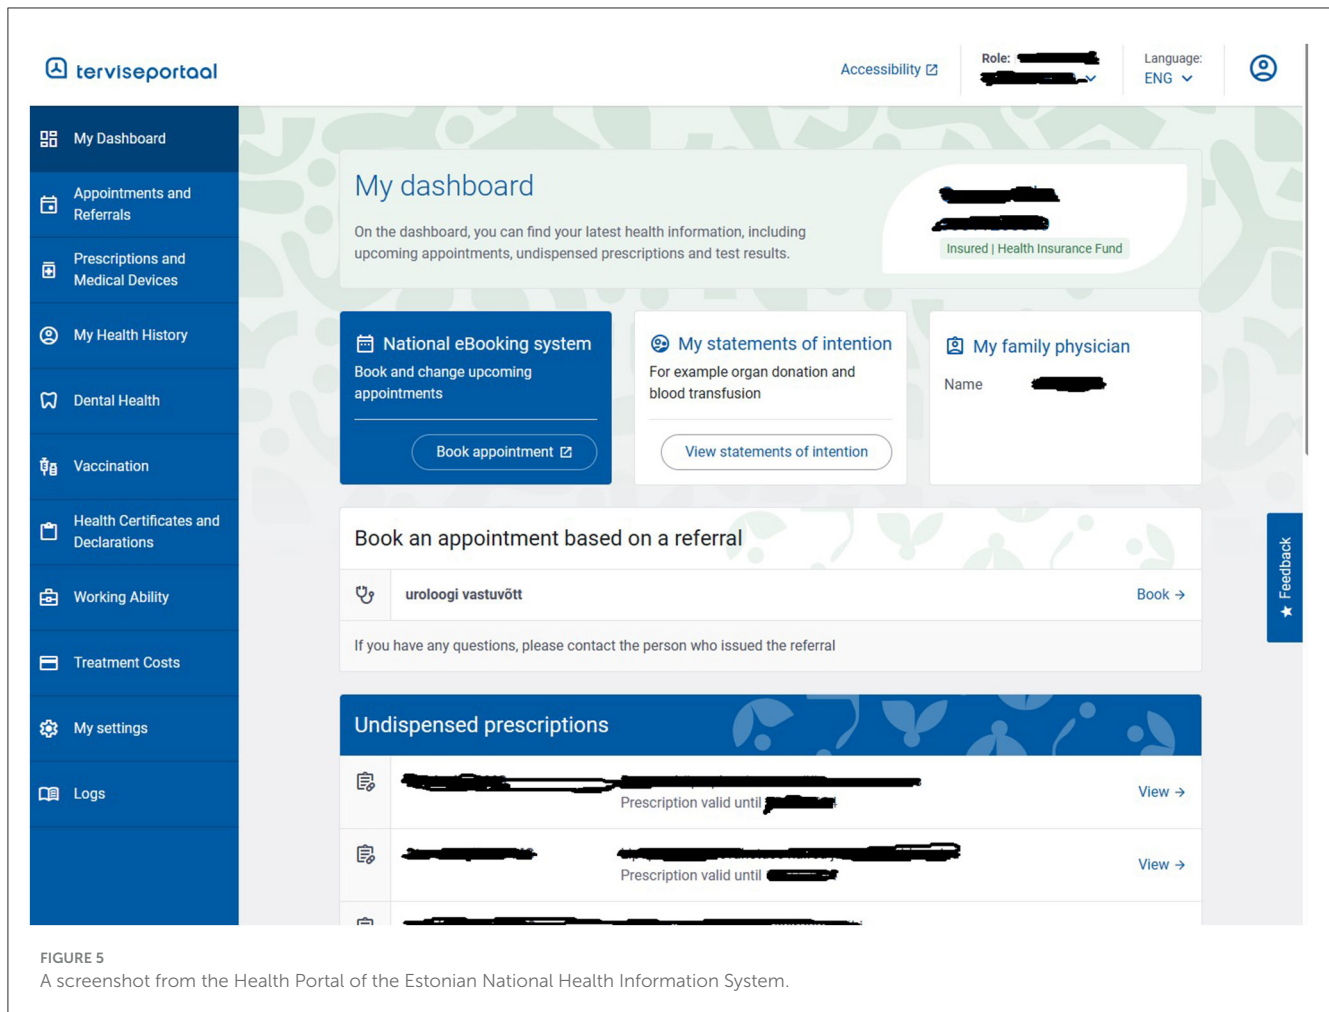 terviseportaal
Accessibility
Role:
Language:
ENG
My Dashboard
Appointments and
Referrals
Prescriptions and
Medical Devices
My Health History
Dental Health
Vaccination
Health Certificates and
Declarations
Working Ability
Treatment Costs
My settings
Logs
My dashboard
On the dashboard, you can find your latest health information, including
upcoming appointments, undispensed prescriptions and test results.
Insured | Health Insurance Fund
National eBooking system
Book and change upcoming
appointments
Book appointment
My statements of intention
For example organ donation and
blood transfusion
View statements of intention
My family physician
Name
Book an appointment based on a referral
uroloogi vastuvõtt
Book →
If you have any questions, please contact the person who issued the referral
Undispensed prescriptions
Prescription valid until
View →
Prescription valid until
View →
Feedback
FIGURE 5
A screenshot from the Health Portal of the Estonian National Health Information System.